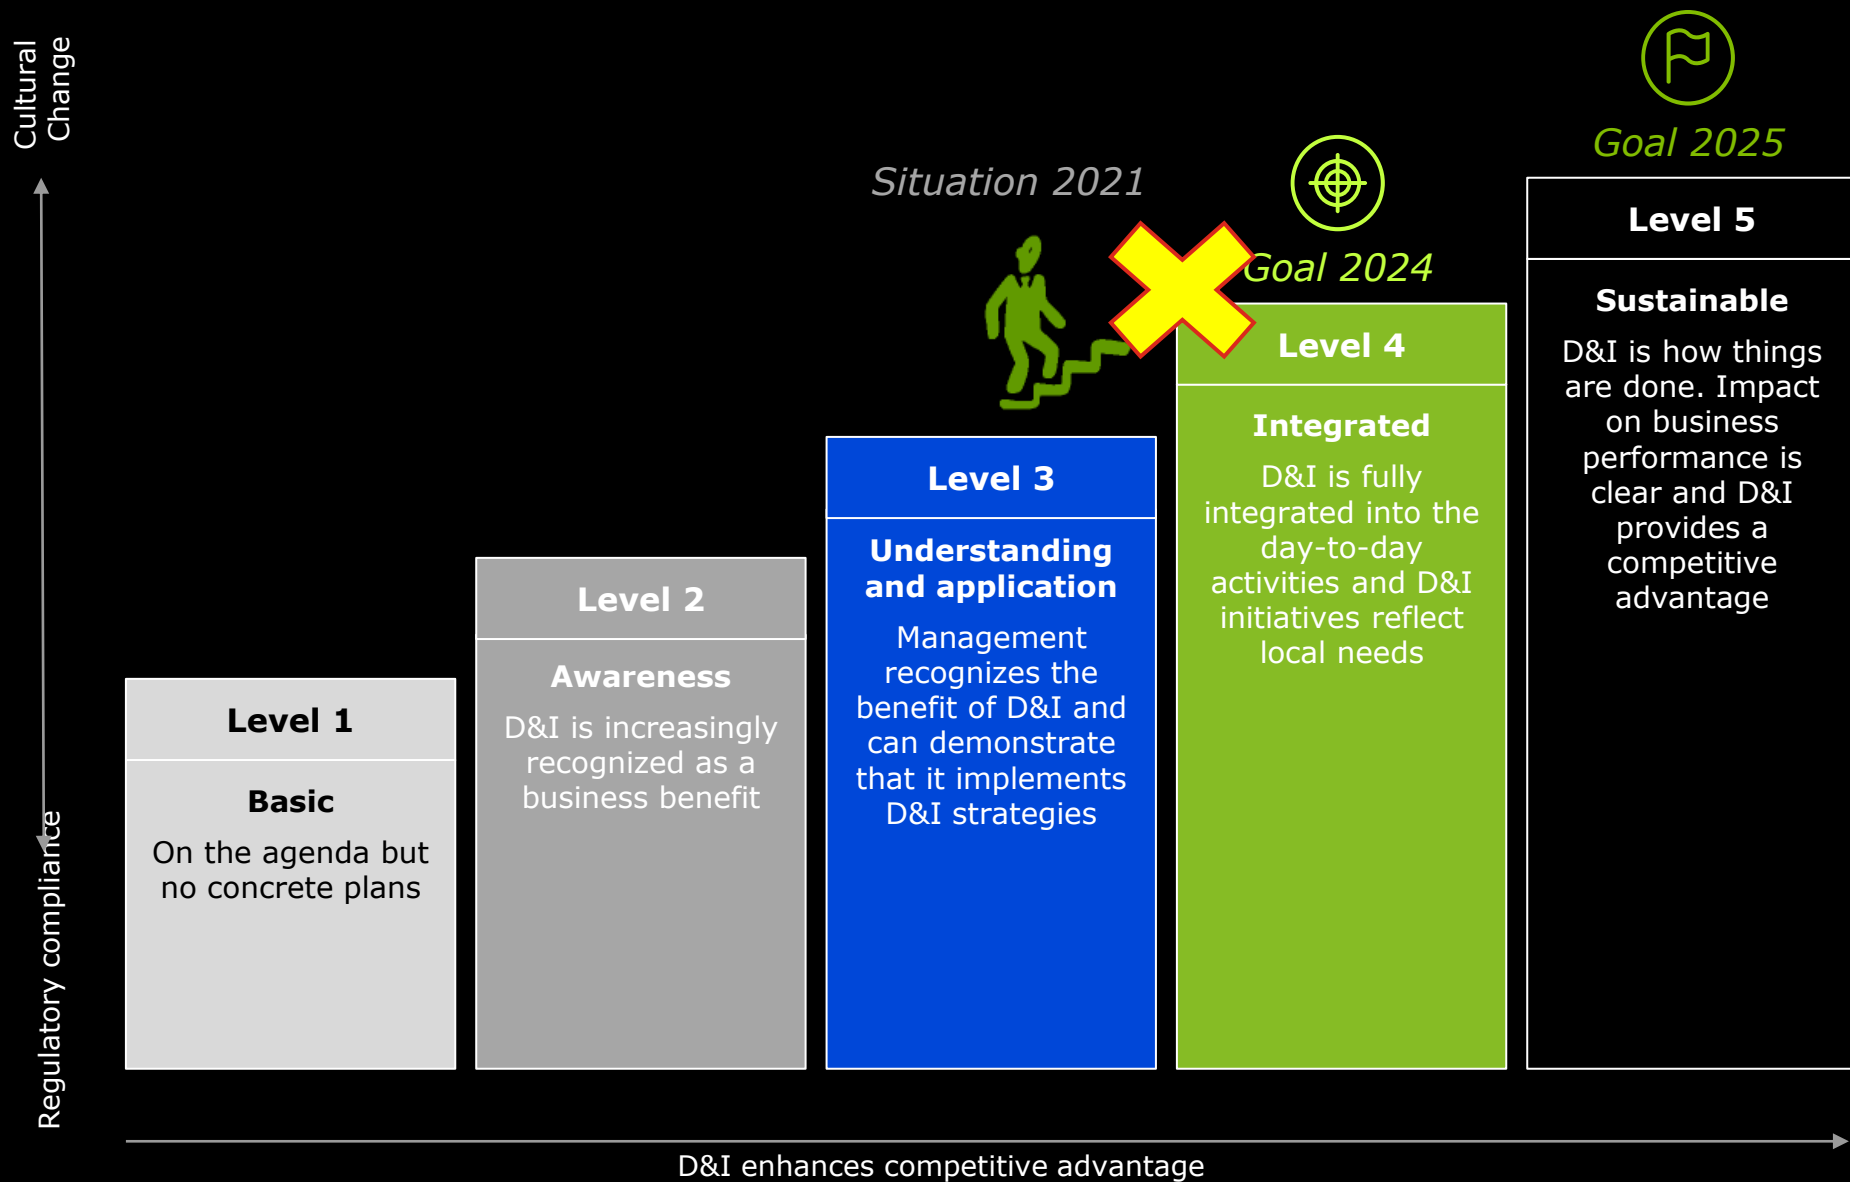 Cultural
Change
Regulatory compliance
Situation 2021
Goal 2024
Goal 2025
Level 1
Basic
On the agenda but
no concrete plans
Level 2
Awareness
D&I is increasingly
recognized as a
business benefit
Level 3
Understanding
and application
Management
recognizes the
benefit of D&I and
can demonstrate
that it implements
D&I strategies
Level 4
Integrated
D&I is fully
integrated into the
day-to-day
activities and D&I
initiatives reflect
local needs
Level 5
Sustainable
D&I is how things
are done. Impact
on business
performance is
clear and D&I
provides a
competitive
advantage
D&I enhances competitive advantage